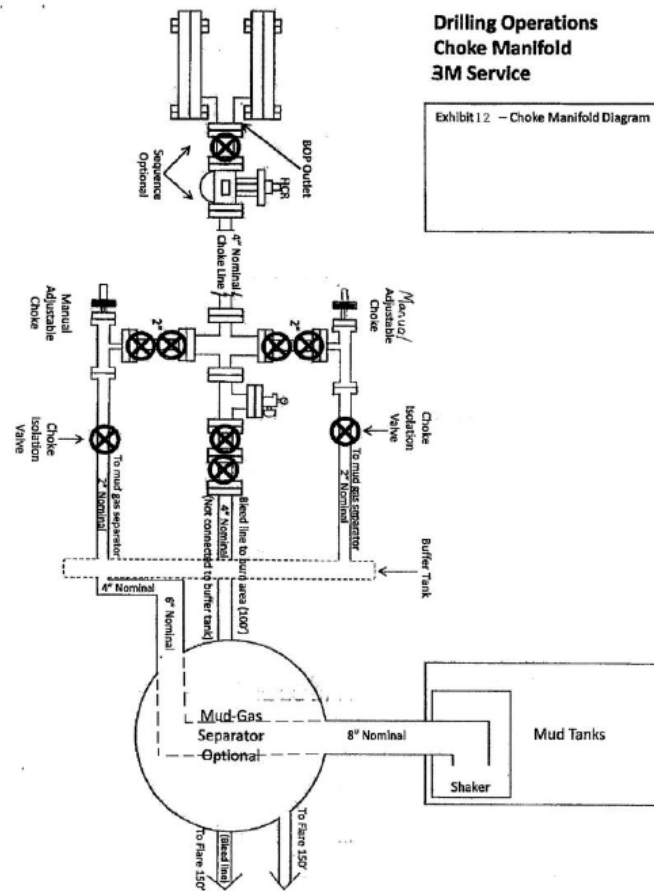 Drilling Operations
Choke Manifold
3M Service
Exhibit 12 – Choke Manifold Diagram
BOP Outlet
HCR
Sequence
Optional
4" Nominal
Choke Line
Manual
Adjustable
Choke
2"
2"
Manual
Adjustable
Choke
Choke
Isolation
Valve
Choke
Isolation
Valve
To mud gas separator
2" Nominal
Bleed line to burn area (100')
4" Nominal
(Not connected to buffer tank)
To mud gas separator
2" Nominal
Buffer Tank
4" Nominal
6" Nominal
Mud-Gas
Separator
Optional
8" Nominal
Mud Tanks
Shaker
To Flare 150'
(Bleed line)
To Flare 150'